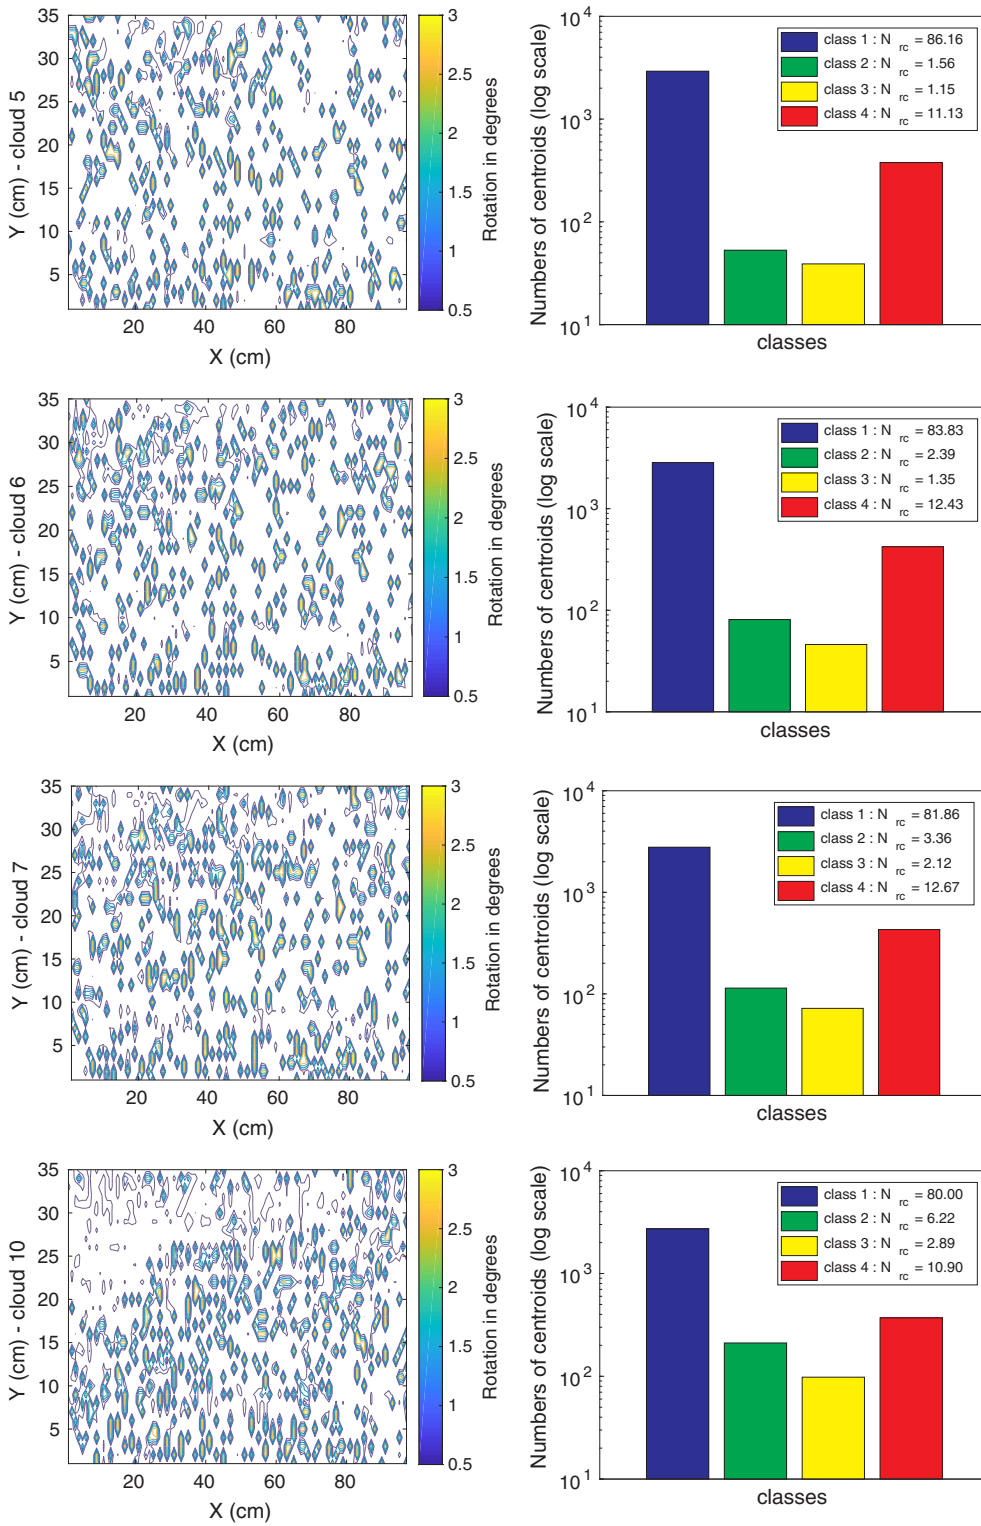 35
30
25
20
15
10
5
Y (cm) - cloud 5
20 40 60 80
X (cm)
3
2.5
2
1.5
1
0.5
Rotation in degrees
10^4
10^3
10^2
10^1
Numbers of centroids (log scale)
classes
class 1 : N rc = 86.16
class 2 : N rc = 1.56
class 3 : N rc = 1.15
class 4 : N rc = 11.13
35
30
25
20
15
10
5
Y (cm) - cloud 6
20 40 60 80
X (cm)
3
2.5
2
1.5
1
0.5
Rotation in degrees
10^4
10^3
10^2
10^1
Numbers of centroids (log scale)
classes
class 1 : N rc = 83.83
class 2 : N rc = 2.39
class 3 : N rc = 1.35
class 4 : N rc = 12.43
35
30
25
20
15
10
5
Y (cm) - cloud 7
20 40 60 80
X (cm)
3
2.5
2
1.5
1
0.5
Rotation in degrees
10^4
10^3
10^2
10^1
Numbers of centroids (log scale)
classes
class 1 : N rc = 81.86
class 2 : N rc = 3.36
class 3 : N rc = 2.12
class 4 : N rc = 12.67
35
30
25
20
15
10
5
Y (cm) - cloud 10
20 40 60 80
X (cm)
3
2.5
2
1.5
1
0.5
Rotation in degrees
10^4
10^3
10^2
10^1
Numbers of centroids (log scale)
classes
class 1 : N rc = 80.00
class 2 : N rc = 6.22
class 3 : N rc = 2.89
class 4 : N rc = 10.90